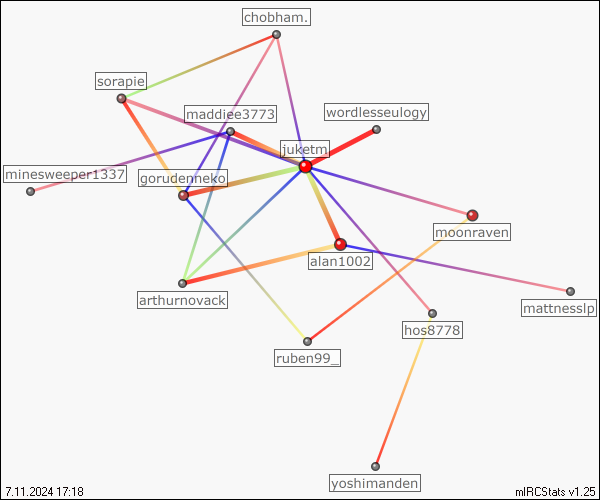 chobham.
sorapie
maddiee3773
wordlesseulogy
juketm
minesweeper1337
gorudenneko
moonraven
alan1002
arthurnovack
mattnesslp
hos8778
ruben99_
yoshimanden
7.11.2024 17:18
mIRCStats v1.25